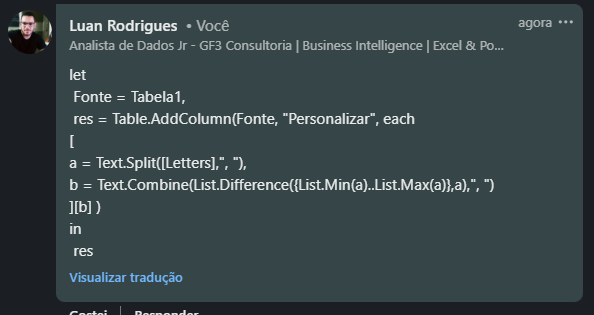 Luan Rodrigues • Você
agora •••
Analista de Dados Jr - GF3 Consultoria | Business Intelligence | Excel & Po...
let
Fonte = Tabela1,
res = Table.AddColumn(Fonte, "Personalizar", each
[
a = Text.Split([Letters],", "),
b = Text.Combine(List.Difference({List.Min(a)..List.Max(a)},a),", ")
][b] )
in
res
Visualizar tradução
Gostei | Responder